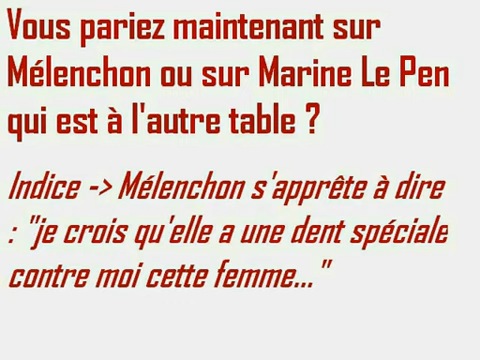 Vous pariez maintenant sur
Mélenchon ou sur Marine Le Pen
qui est à l'autre table ?
Indice -> Mélenchon s'apprête à dire
: "je crois qu'elle a une dent spéciale
contre moi cette femme..."